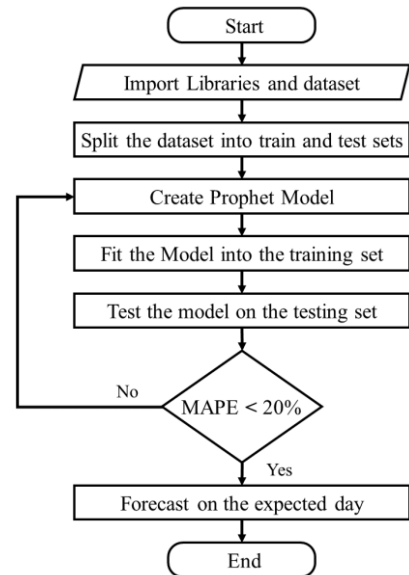 Start
Import Libraries and dataset
Split the dataset into train and test sets
Create Prophet Model
Fit the Model into the training set
Test the model on the testing set
No
MAPE < 20%
Yes
Forecast on the expected day
End